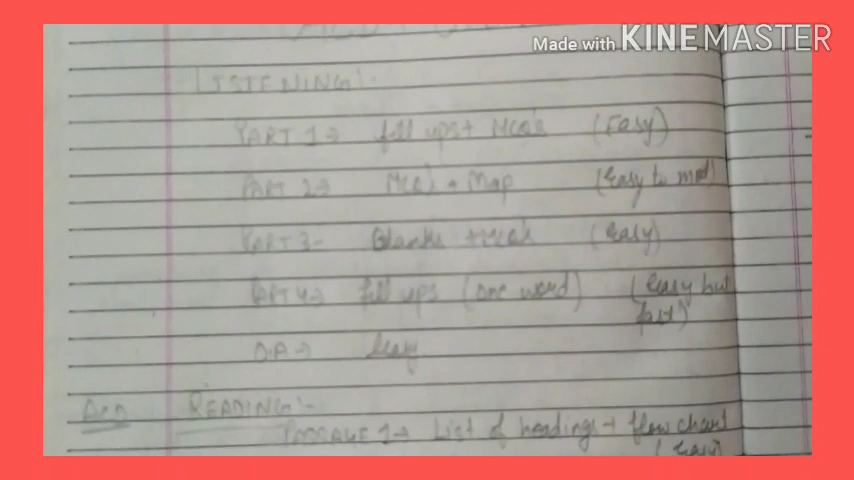 Made with KINEMASTER
LISTENING:-
PART 1→ fill ups+ MCQ's (Easy)
PART 2→ MCQ's + Map (Easy to mod)
PART 3- Blanks + MCQ's (Easy)
PART 4→ fill ups (one word) (Easy but
fast)
O.A→ Easy
ACD READING:-
PASSAGE 1→ List of headings + flow chart
(Easy)